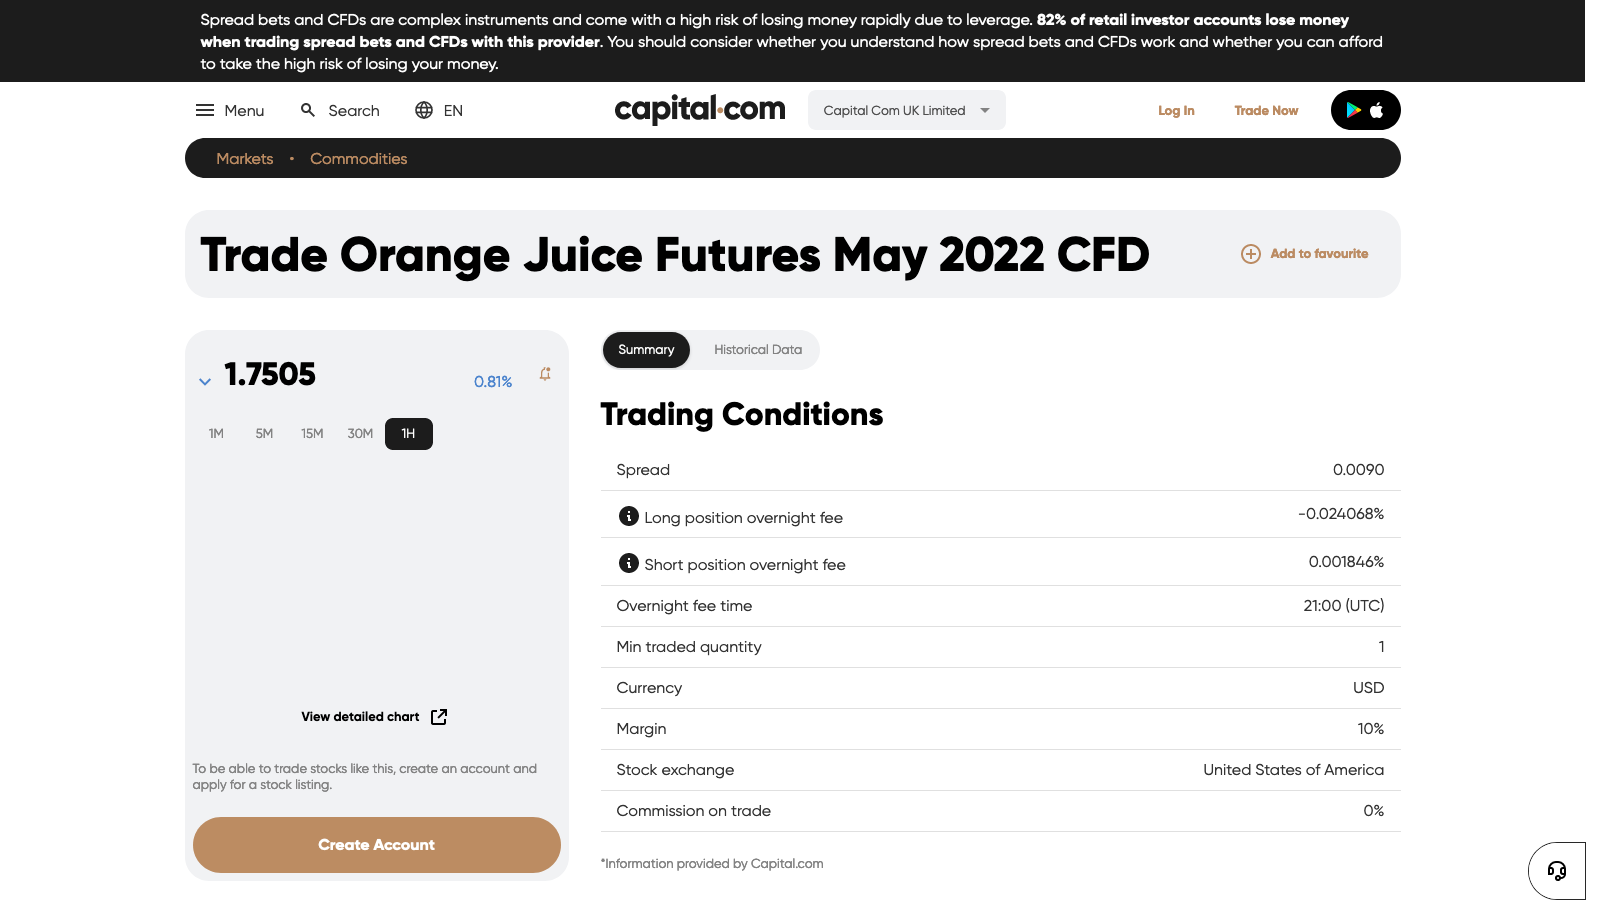 Spread bets and CFDs are complex instruments and come with a high risk of losing money rapidly due to leverage. 82% of retail investor accounts lose money
when trading spread bets and CFDs with this provider. You should consider whether you understand how spread bets and CFDs work and whether you can afford
to take the high risk of losing your money.
Menu Search EN capital.com Capital Com UK Limited Log In Trade Now
Markets • Commodities
Trade Orange Juice Futures May 2022 CFD Add to favourite
1.7505 0.81%
1M 5M 15M 30M 1H
View detailed chart
To be able to trade stocks like this, create an account and
apply for a stock listing.
Create Account
Summary Historical Data
Trading Conditions
Spread 0.0090
Long position overnight fee -0.024068%
Short position overnight fee 0.001846%
Overnight fee time 21:00 (UTC)
Min traded quantity 1
Currency USD
Margin 10%
Stock exchange United States of America
Commission on trade 0%
*Information provided by Capital.com